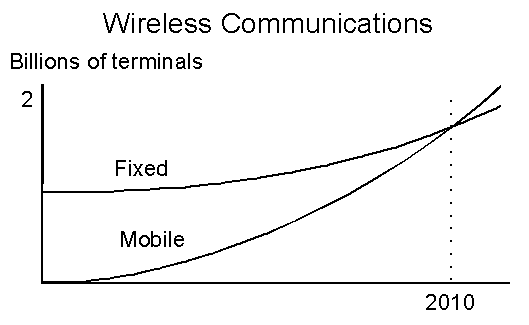 Wireless Communications
Billions of terminals
2
Fixed
Mobile
2010